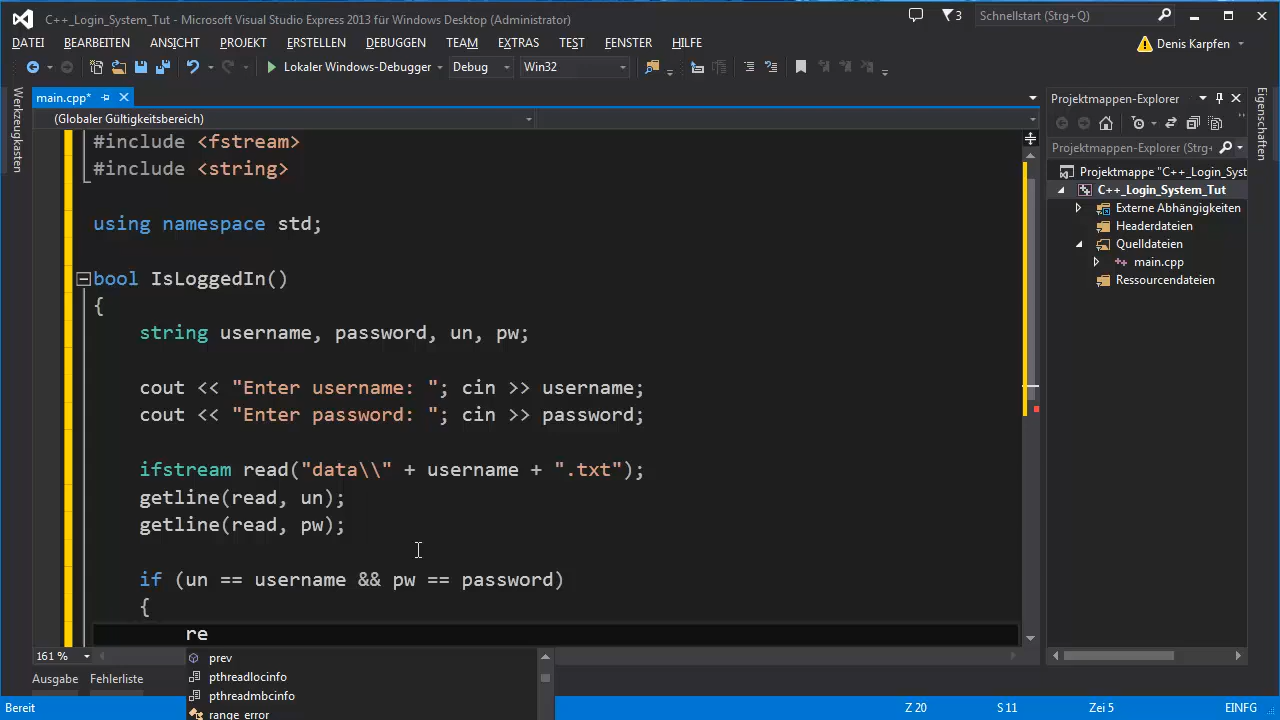 C++_Login_System_Tut - Microsoft Visual Studio Express 2013 für Windows Desktop (Administrator)
3
Schnellstart (Strg+Q)
DATEI BEARBEITEN ANSICHT PROJEKT ERSTELLEN DEBUGGEN TEAM EXTRAS TEST FENSTER HILFE
Denis Karpfen
Lokaler Windows-Debugger Debug Win32
Werkzeugkasten
main.cpp*
(Globaler Gültigkeitsbereich)
#include <fstream>
#include <string>
using namespace std;
bool IsLoggedIn()
{
string username, password, un, pw;
cout << "Enter username: "; cin >> username;
cout << "Enter password: "; cin >> password;
ifstream read("data\\" + username + ".txt");
getline(read, un);
getline(read, pw);
if (un == username && pw == password)
{
re
prev
pthreadlocinfo
pthreadmbcinfo
range_error
161 %
Projektmappen-Explorer
Projektmappen-Explorer (Strg+
Projektmappe "C++_Login_Syst
C++_Login_System_Tut
Externe Abhängigkeiten
Headerdateien
Quelldateien
main.cpp
Ressourcendateien
Eigenschaften
Ausgabe Fehlerliste
Bereit
Z 20 S 11 Zei 5 EINFG